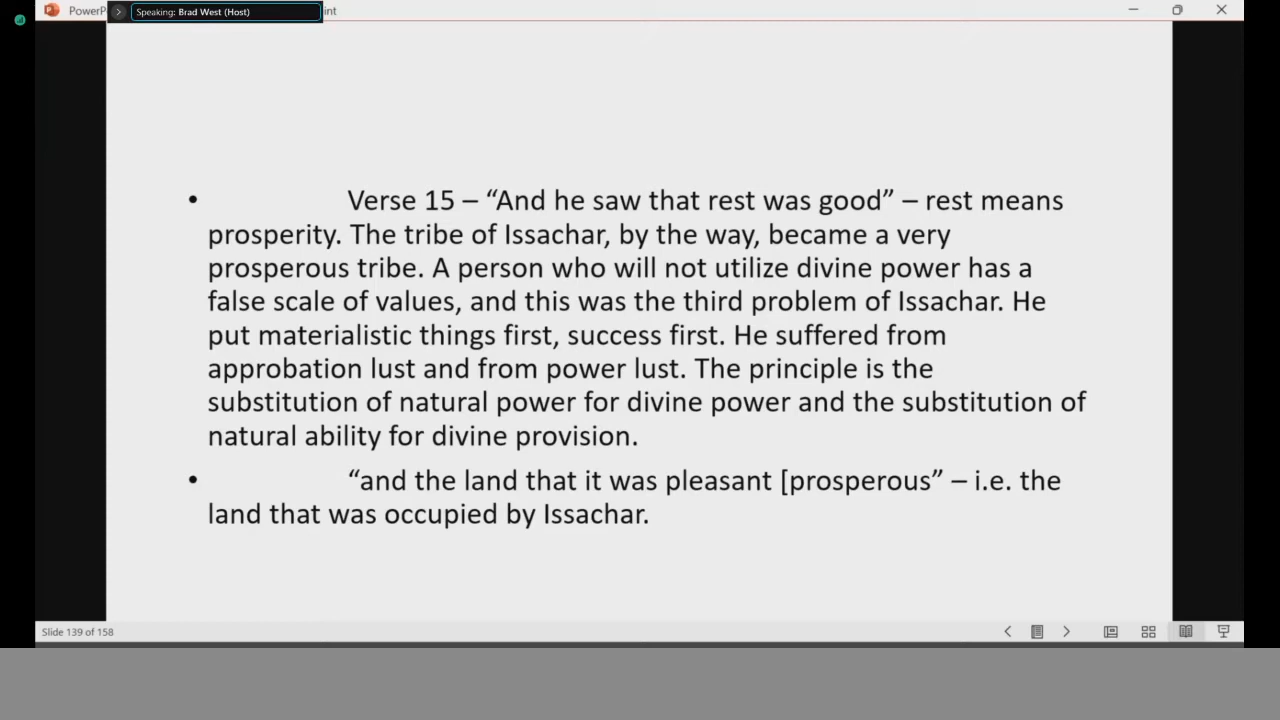 PowerP
Speaking: Brad West (Host)
int
• Verse 15 – “And he saw that rest was good” – rest means
prosperity. The tribe of Issachar, by the way, became a very
prosperous tribe. A person who will not utilize divine power has a
false scale of values, and this was the third problem of Issachar. He
put materialistic things first, success first. He suffered from
approbation lust and from power lust. The principle is the
substitution of natural power for divine power and the substitution of
natural ability for divine provision.
• “and the land that it was pleasant [prosperous” – i.e. the
land that was occupied by Issachar.
Slide 139 of 158